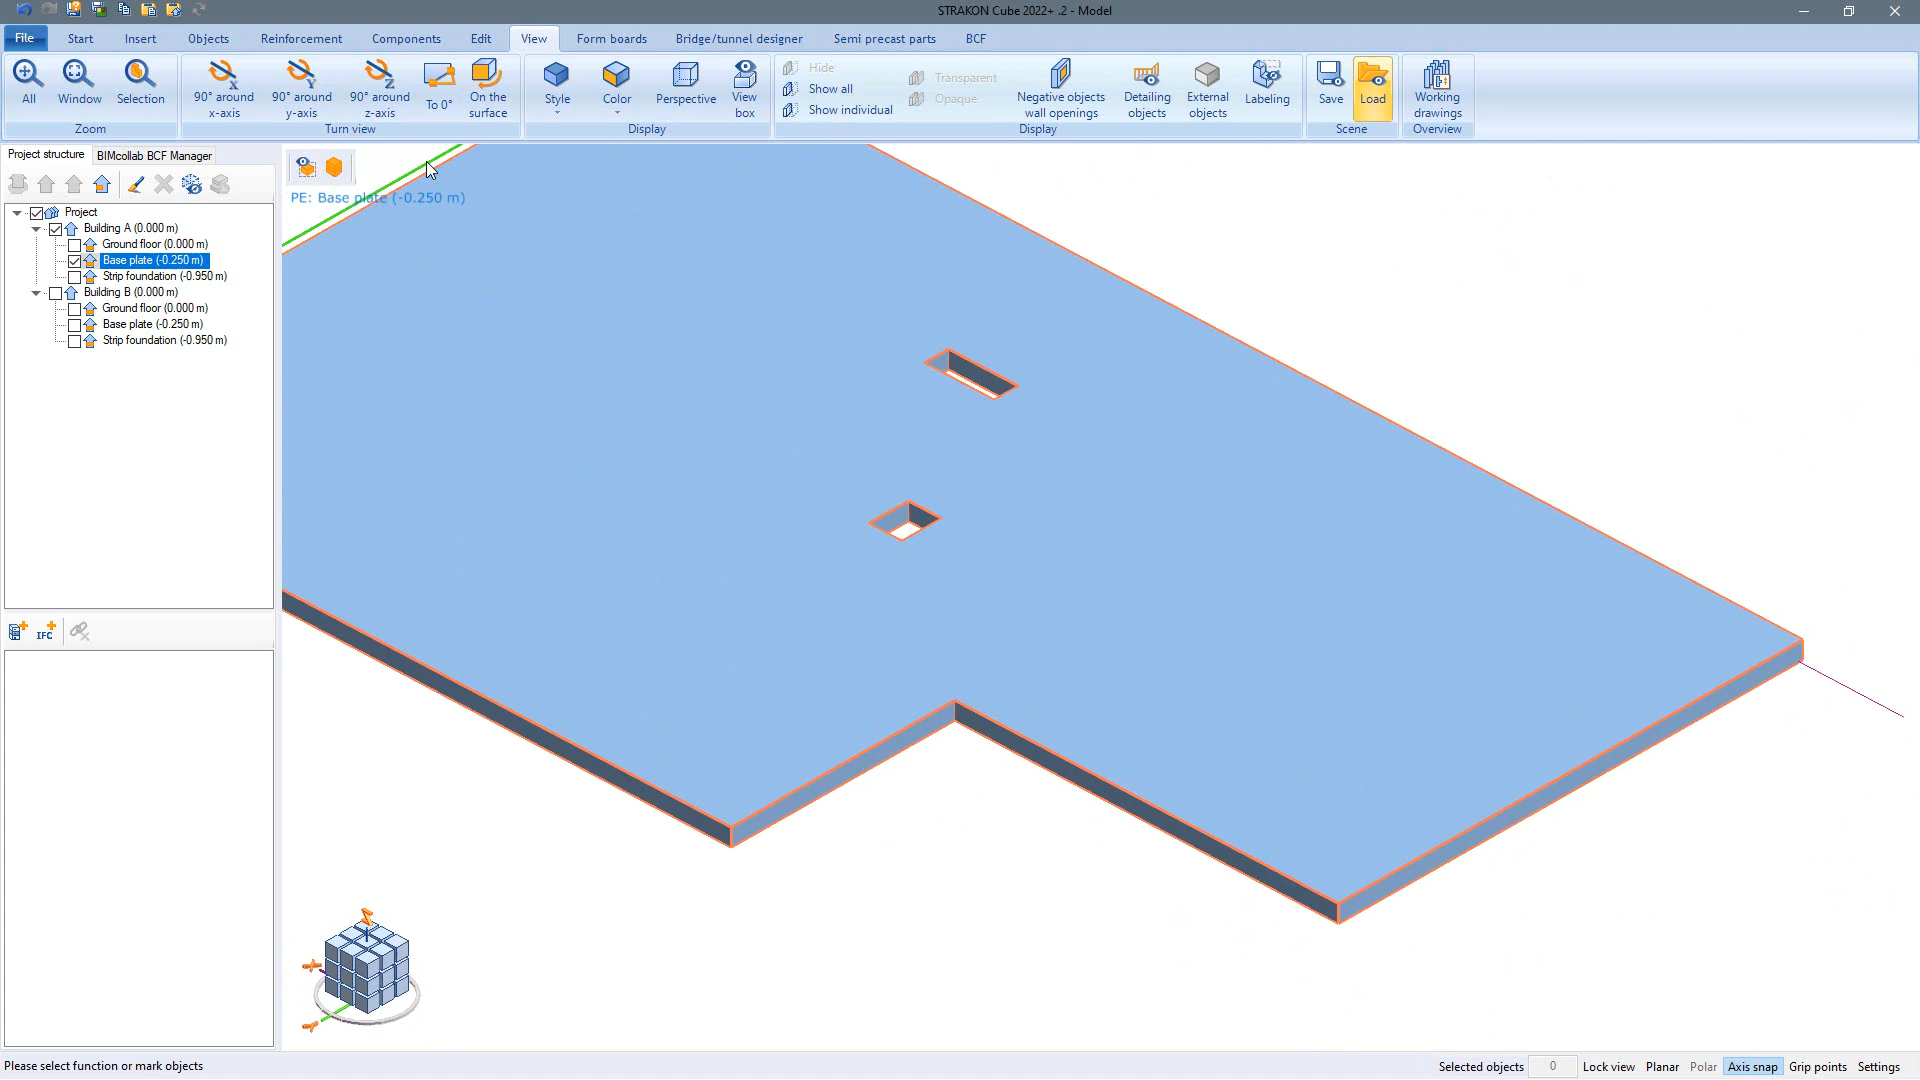 STRAKON Cube 2022+ .2 - Model
File Start Insert Objects Reinforcement Components Edit View Form boards Bridge/tunnel designer Semi precast parts BCF
All
Window
Selection
Zoom
90° around
x-axis
90° around
y-axis
90° around
z-axis
To 0°
On the
surface
Turn view
Style
Color
Perspective
View
box
Display
Hide
Show all
Show individual
Transparent
Opaque
Negative objects
wall openings
Detailing
objects
External
objects
Labeling
Display
Save
Load
Scene
Working
drawings
Overview
Project structure
BIMcollab BCF Manager
Project
Building A (0.000 m)
Ground floor (0.000 m)
Base plate (-0.250 m)
Strip foundation (-0.950 m)
Building B (0.000 m)
Ground floor (0.000 m)
Base plate (-0.250 m)
Strip foundation (-0.950 m)
IFC
PE: Base plate (-0.250 m)
Z
X
Y
Please select function or mark objects
Selected objects 0 Lock view Planar Polar Axis snap Grip points Settings